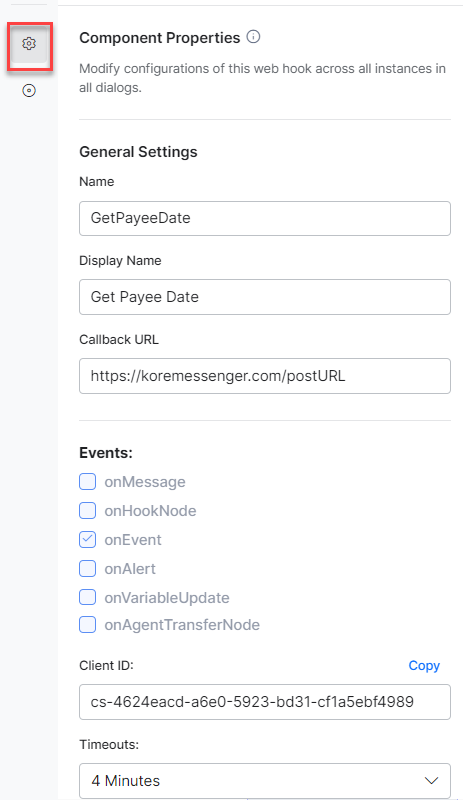 Component Properties
Modify configurations of this web hook across all instances in
all dialogs.
General Settings
Name
GetPayeeDate
Display Name
Get Payee Date
Callback URL
https://koremessenger.com/postURL
Events:
onMessage
onHookNode
onEvent
onAlert
onVariableUpdate
onAgentTransferNode
Client ID: Copy
cs-4624eacd-a6e0-5923-bd31-cf1a5ebf4989
Timeouts:
4 Minutes